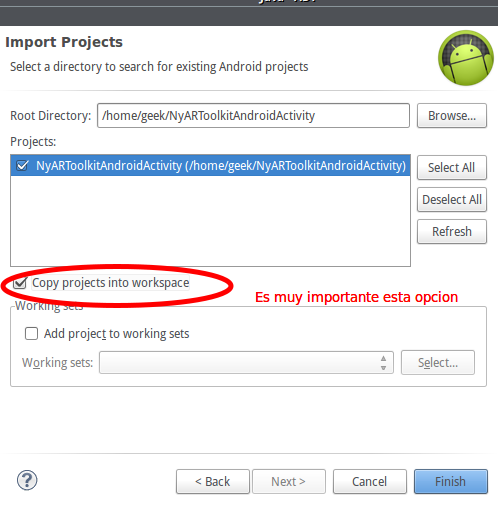 Import Projects
Select a directory to search for existing Android projects
Root Directory: /home/geek/NyARToolkitAndroidActivity Browse...
Projects:
NyARToolkitAndroidActivity (/home/geek/NyARToolkitAndroidActivity) Select All
Deselect All
Refresh
Copy projects into workspace
Es muy importante esta opcion
Working sets
Add project to working sets
Working sets: Select...
< Back Next > Cancel Finish